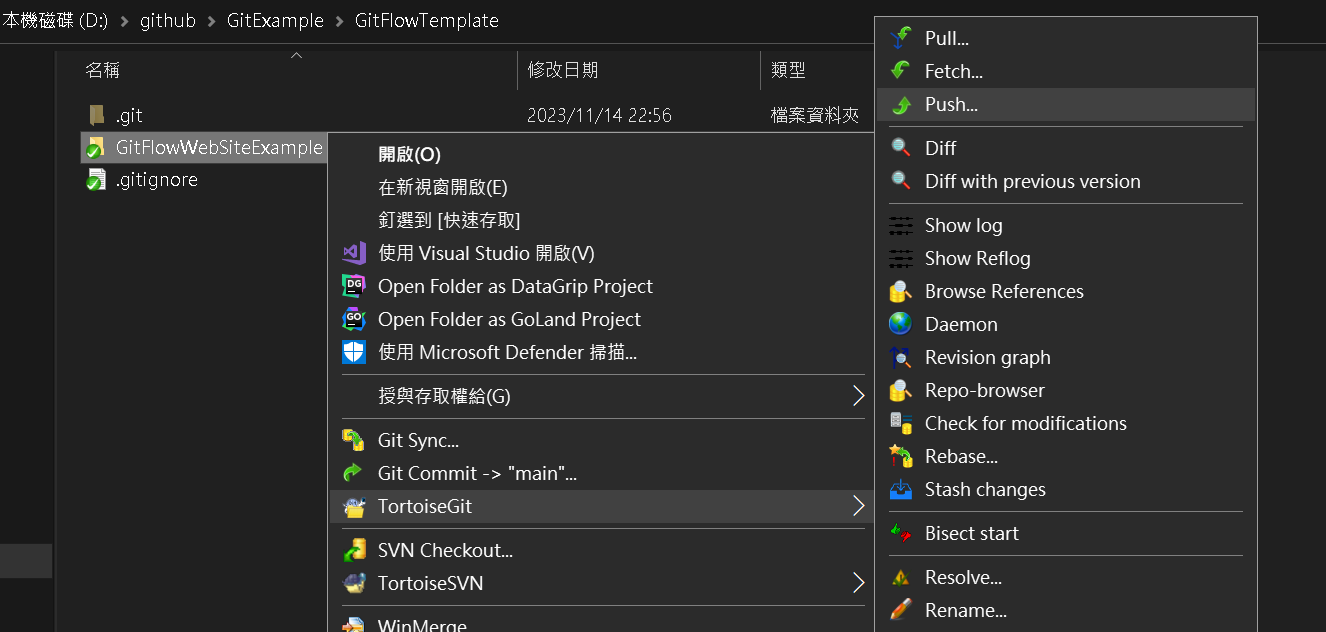 本機磁碟 (D:) > github > GitExample > GitFlowTemplate
名稱 修改日期 類型
.git 2023/11/14 22:56 檔案資料夾
GitFlowWebSiteExample
.gitignore
開啟(O)
在新視窗開啟(E)
釘選到 [快速存取]
使用 Visual Studio 開啟(V)
DG
Open Folder as DataGrip Project
GO
Open Folder as GoLand Project
使用 Microsoft Defender 掃描...
授與存取權給(G)
Git Sync...
Git Commit -> "main"...
TortoiseGit
SVN Checkout...
TortoiseSVN
WinMerge
Pull...
Fetch...
Push...
Diff
Diff with previous version
Show log
Show Reflog
Browse References
Daemon
Revision graph
Repo-browser
Check for modifications
Rebase...
Stash changes
Bisect start
Resolve...
Rename...